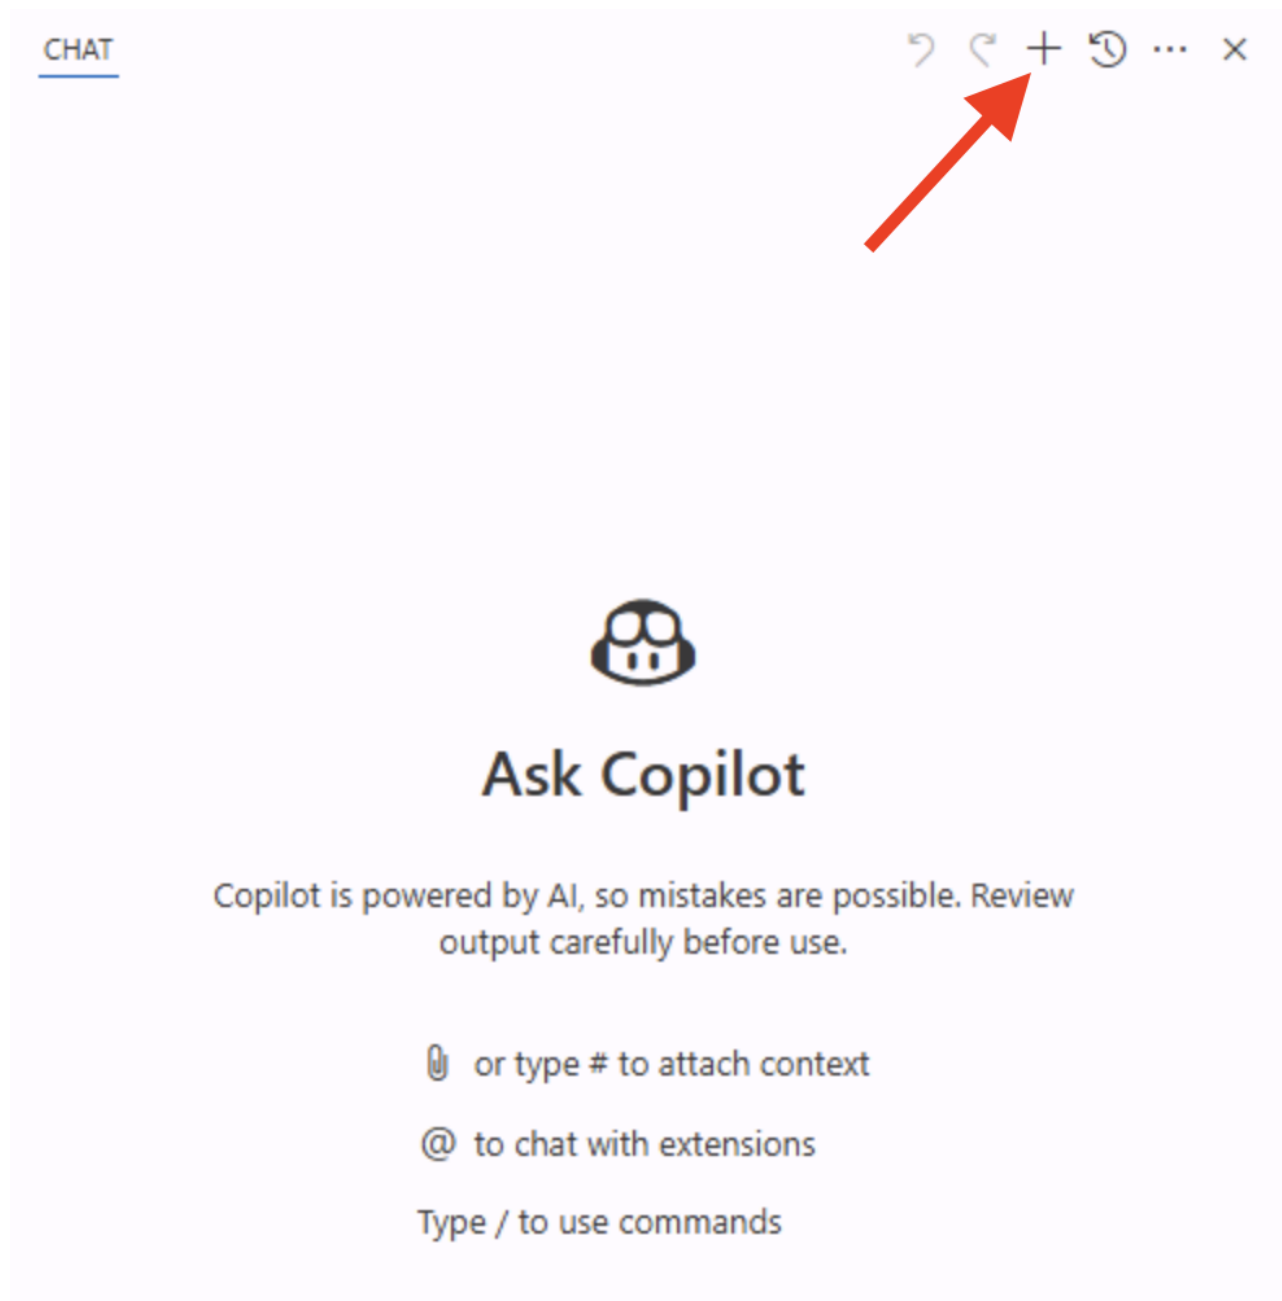 CHAT
Ask Copilot
Copilot is powered by AI, so mistakes are possible. Review
output carefully before use.
or type # to attach context
@ to chat with extensions
Type / to use commands